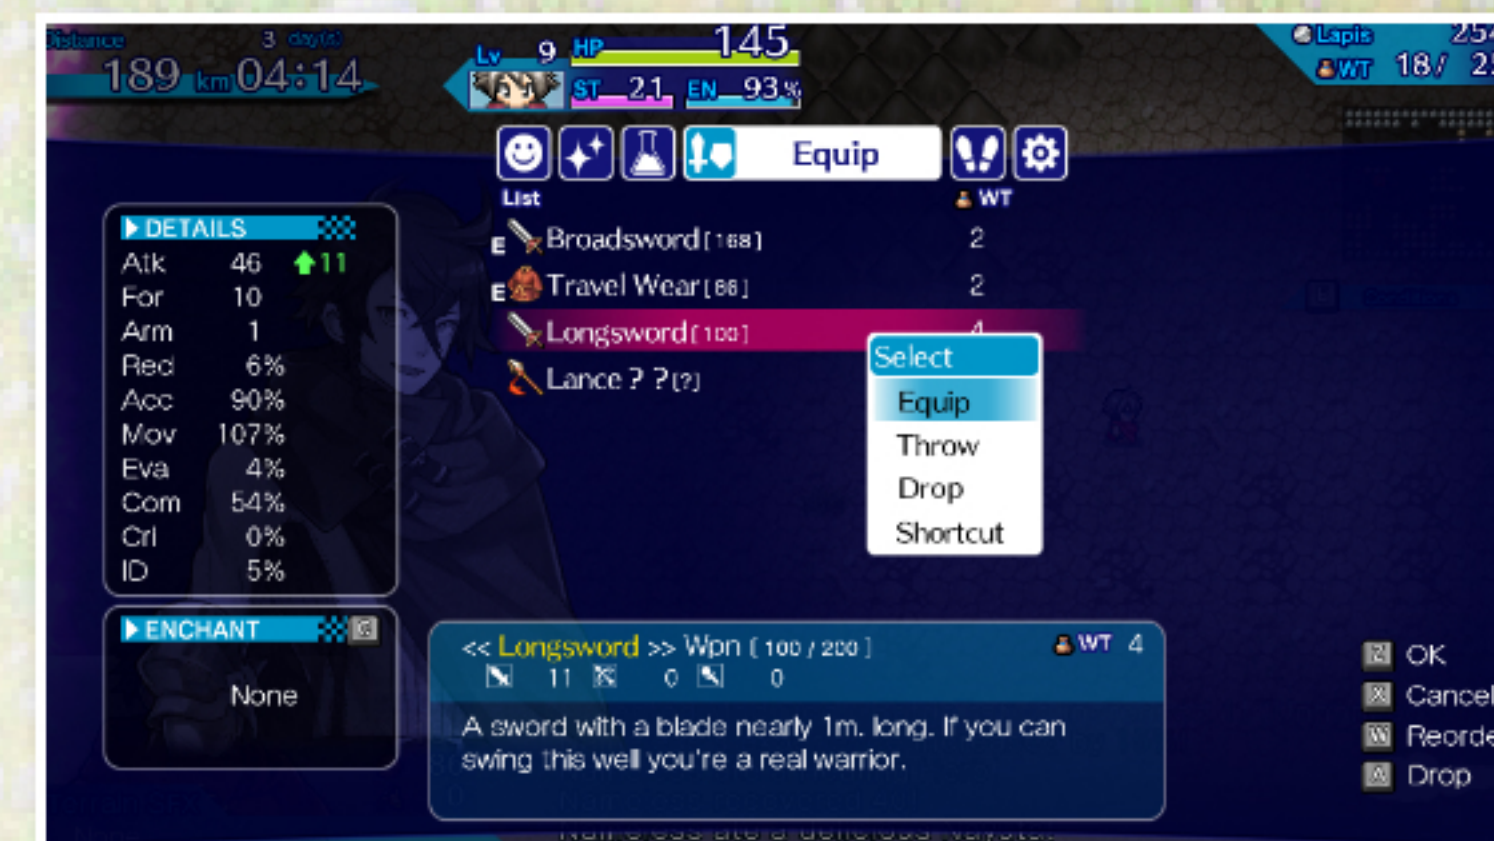 Distance 3 day(s)
189 km 04:14
Lv 9 HP 145
ST 21 EN 93%
Lapis
WT 18/
Equip
List WT
E Broadsword [168] 2
E Travel Wear [86] 2
Longsword [100] 4
Lance ? ? [?]
Select
Equip
Throw
Drop
Shortcut
DETAILS
Atk 46 11
For 10
Arm 1
Red 6%
Acc 90%
Mov 107%
Eva 4%
Com 54%
Crl 0%
ID 5%
ENCHANT
None
<< Longsword >> Wpn [ 100 / 200 ] WT 4
11 0 0
A sword with a blade nearly 1m. long. If you can
swing this well you're a real warrior.
Z OK
X Cancel
W Reorde
A Drop